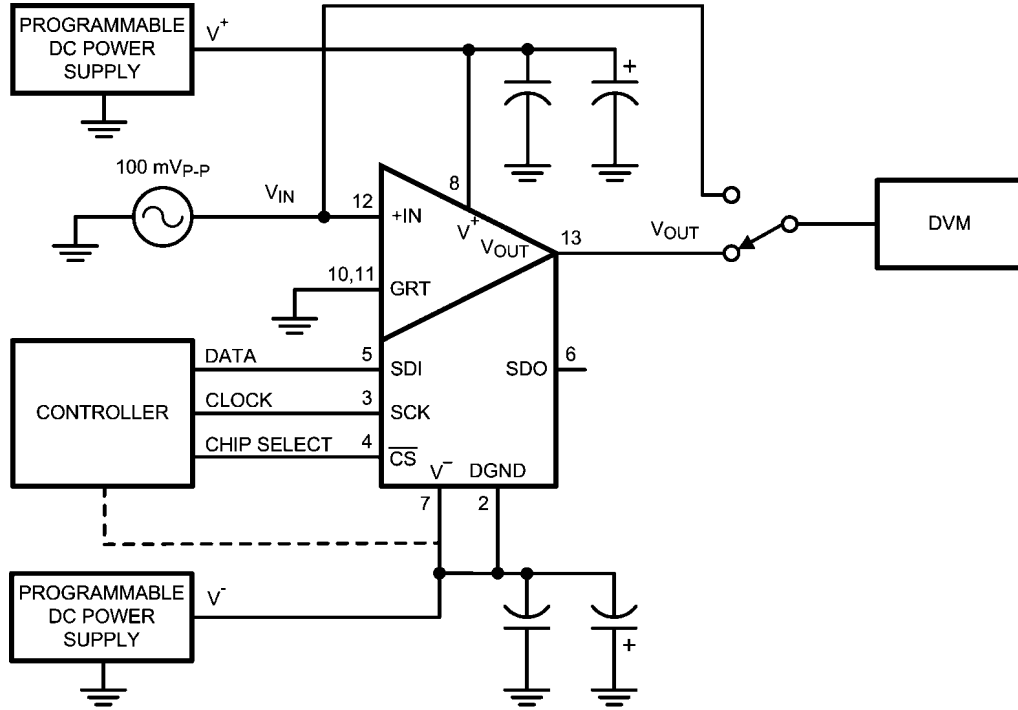 PROGRAMMABLE
DC POWER
SUPPLY
V+
+
100 mVP-P
VIN
12
+IN
8
V+
VOUT
13
VOUT
DVM
10,11
GRT
CONTROLLER
DATA
5
SDI
SDO
6
CLOCK
3
SCK
CHIP SELECT
4
CS
V-
DGND
7
2
PROGRAMMABLE
DC POWER
SUPPLY
V-
+